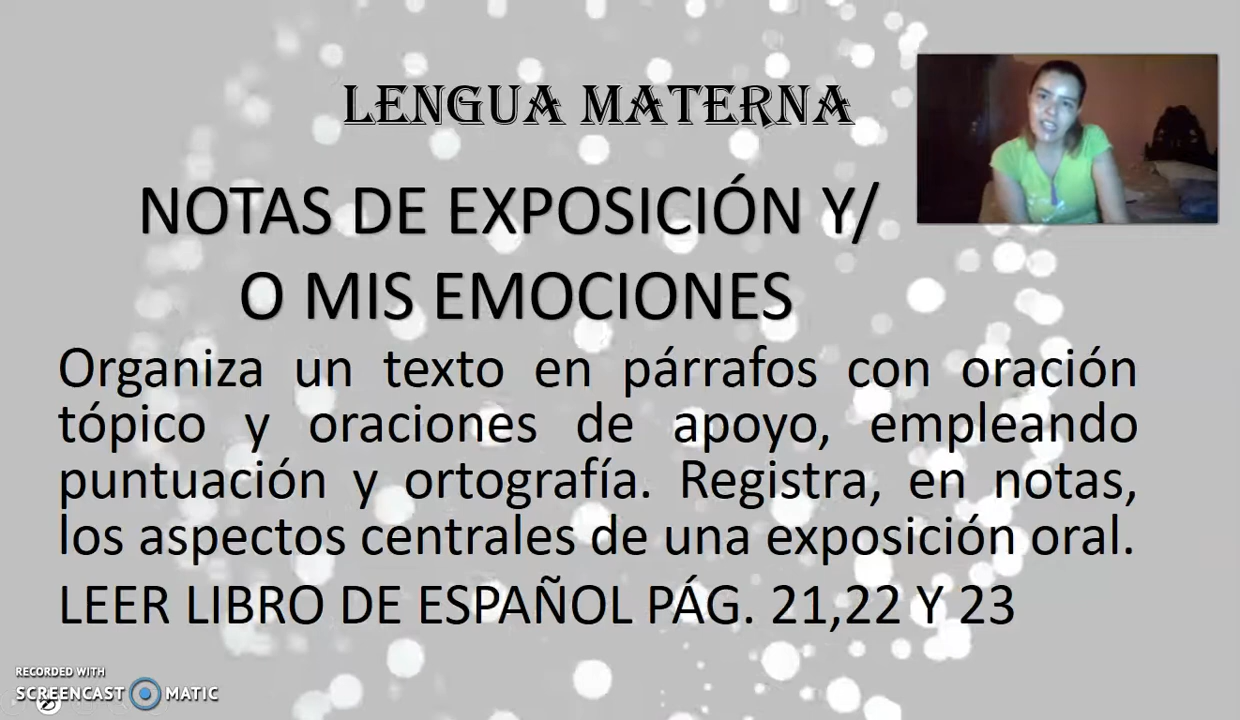 LENGUA MATERNA
NOTAS DE EXPOSICIÓN Y/
O MIS EMOCIONES
Organiza un texto en párrafos con oración
tópico y oraciones de apoyo, empleando
puntuación y ortografía. Registra, en notas,
los aspectos centrales de una exposición oral.
LEER LIBRO DE ESPAÑOL PÁG. 21,22 Y 23
RECORDED WITH
SCREENCAST MATIC